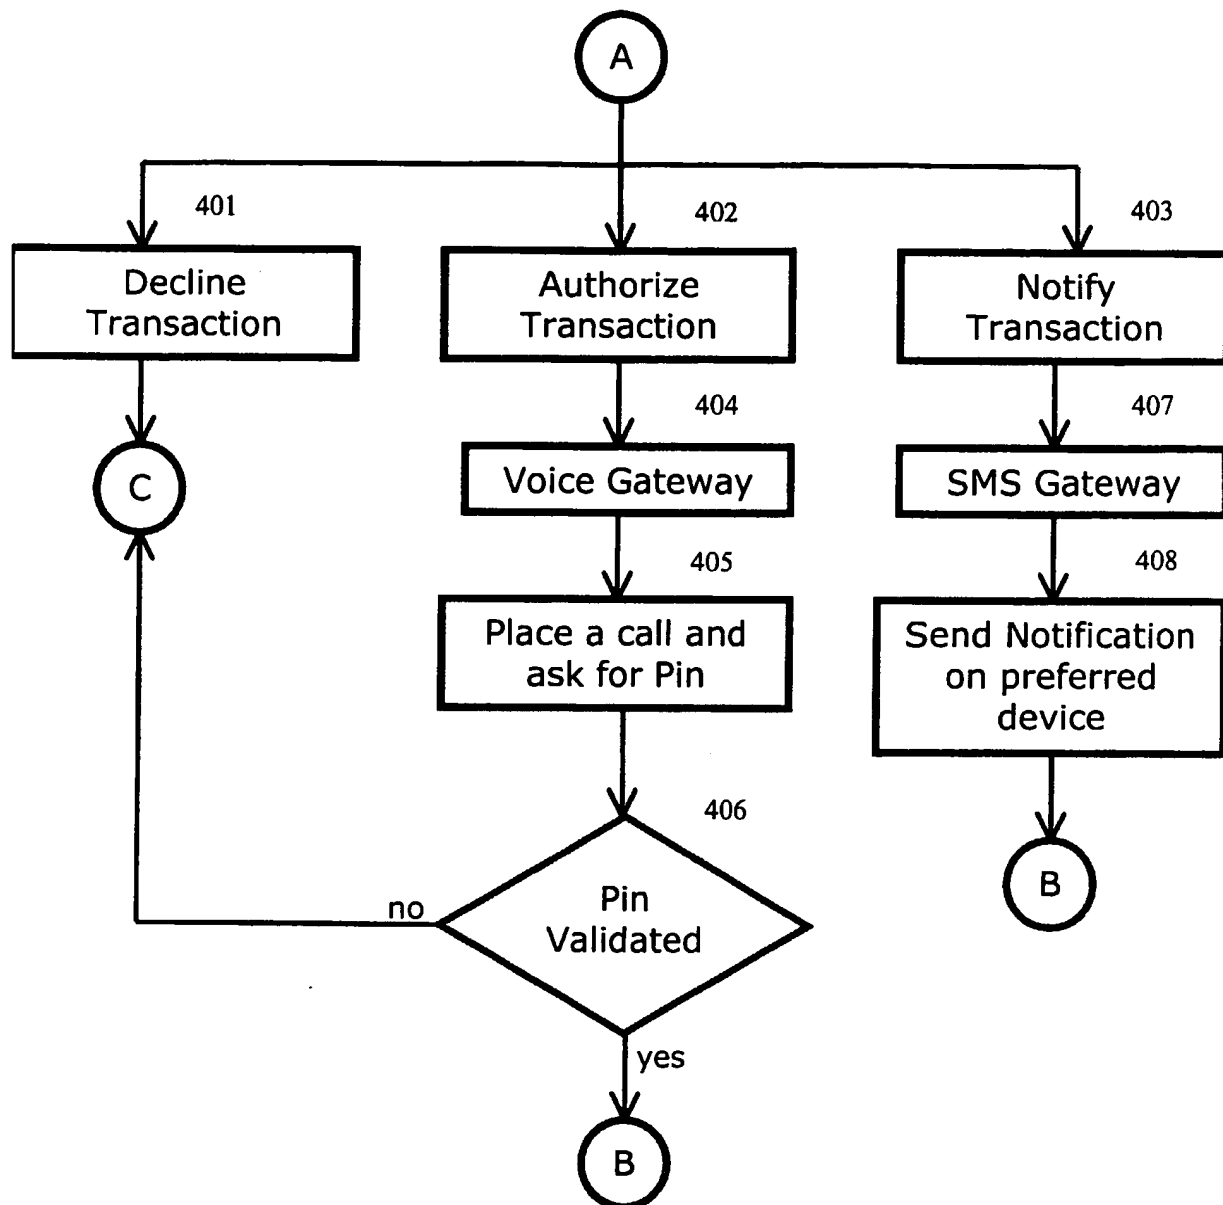 A
401
402
403
Decline
Transaction
Authorize
Transaction
Notify
Transaction
404
407
C
Voice Gateway
SMS Gateway
405
408
Place a call and
ask for Pin
Send Notification
on preferred
device
406
B
no
Pin
Validated
yes
B